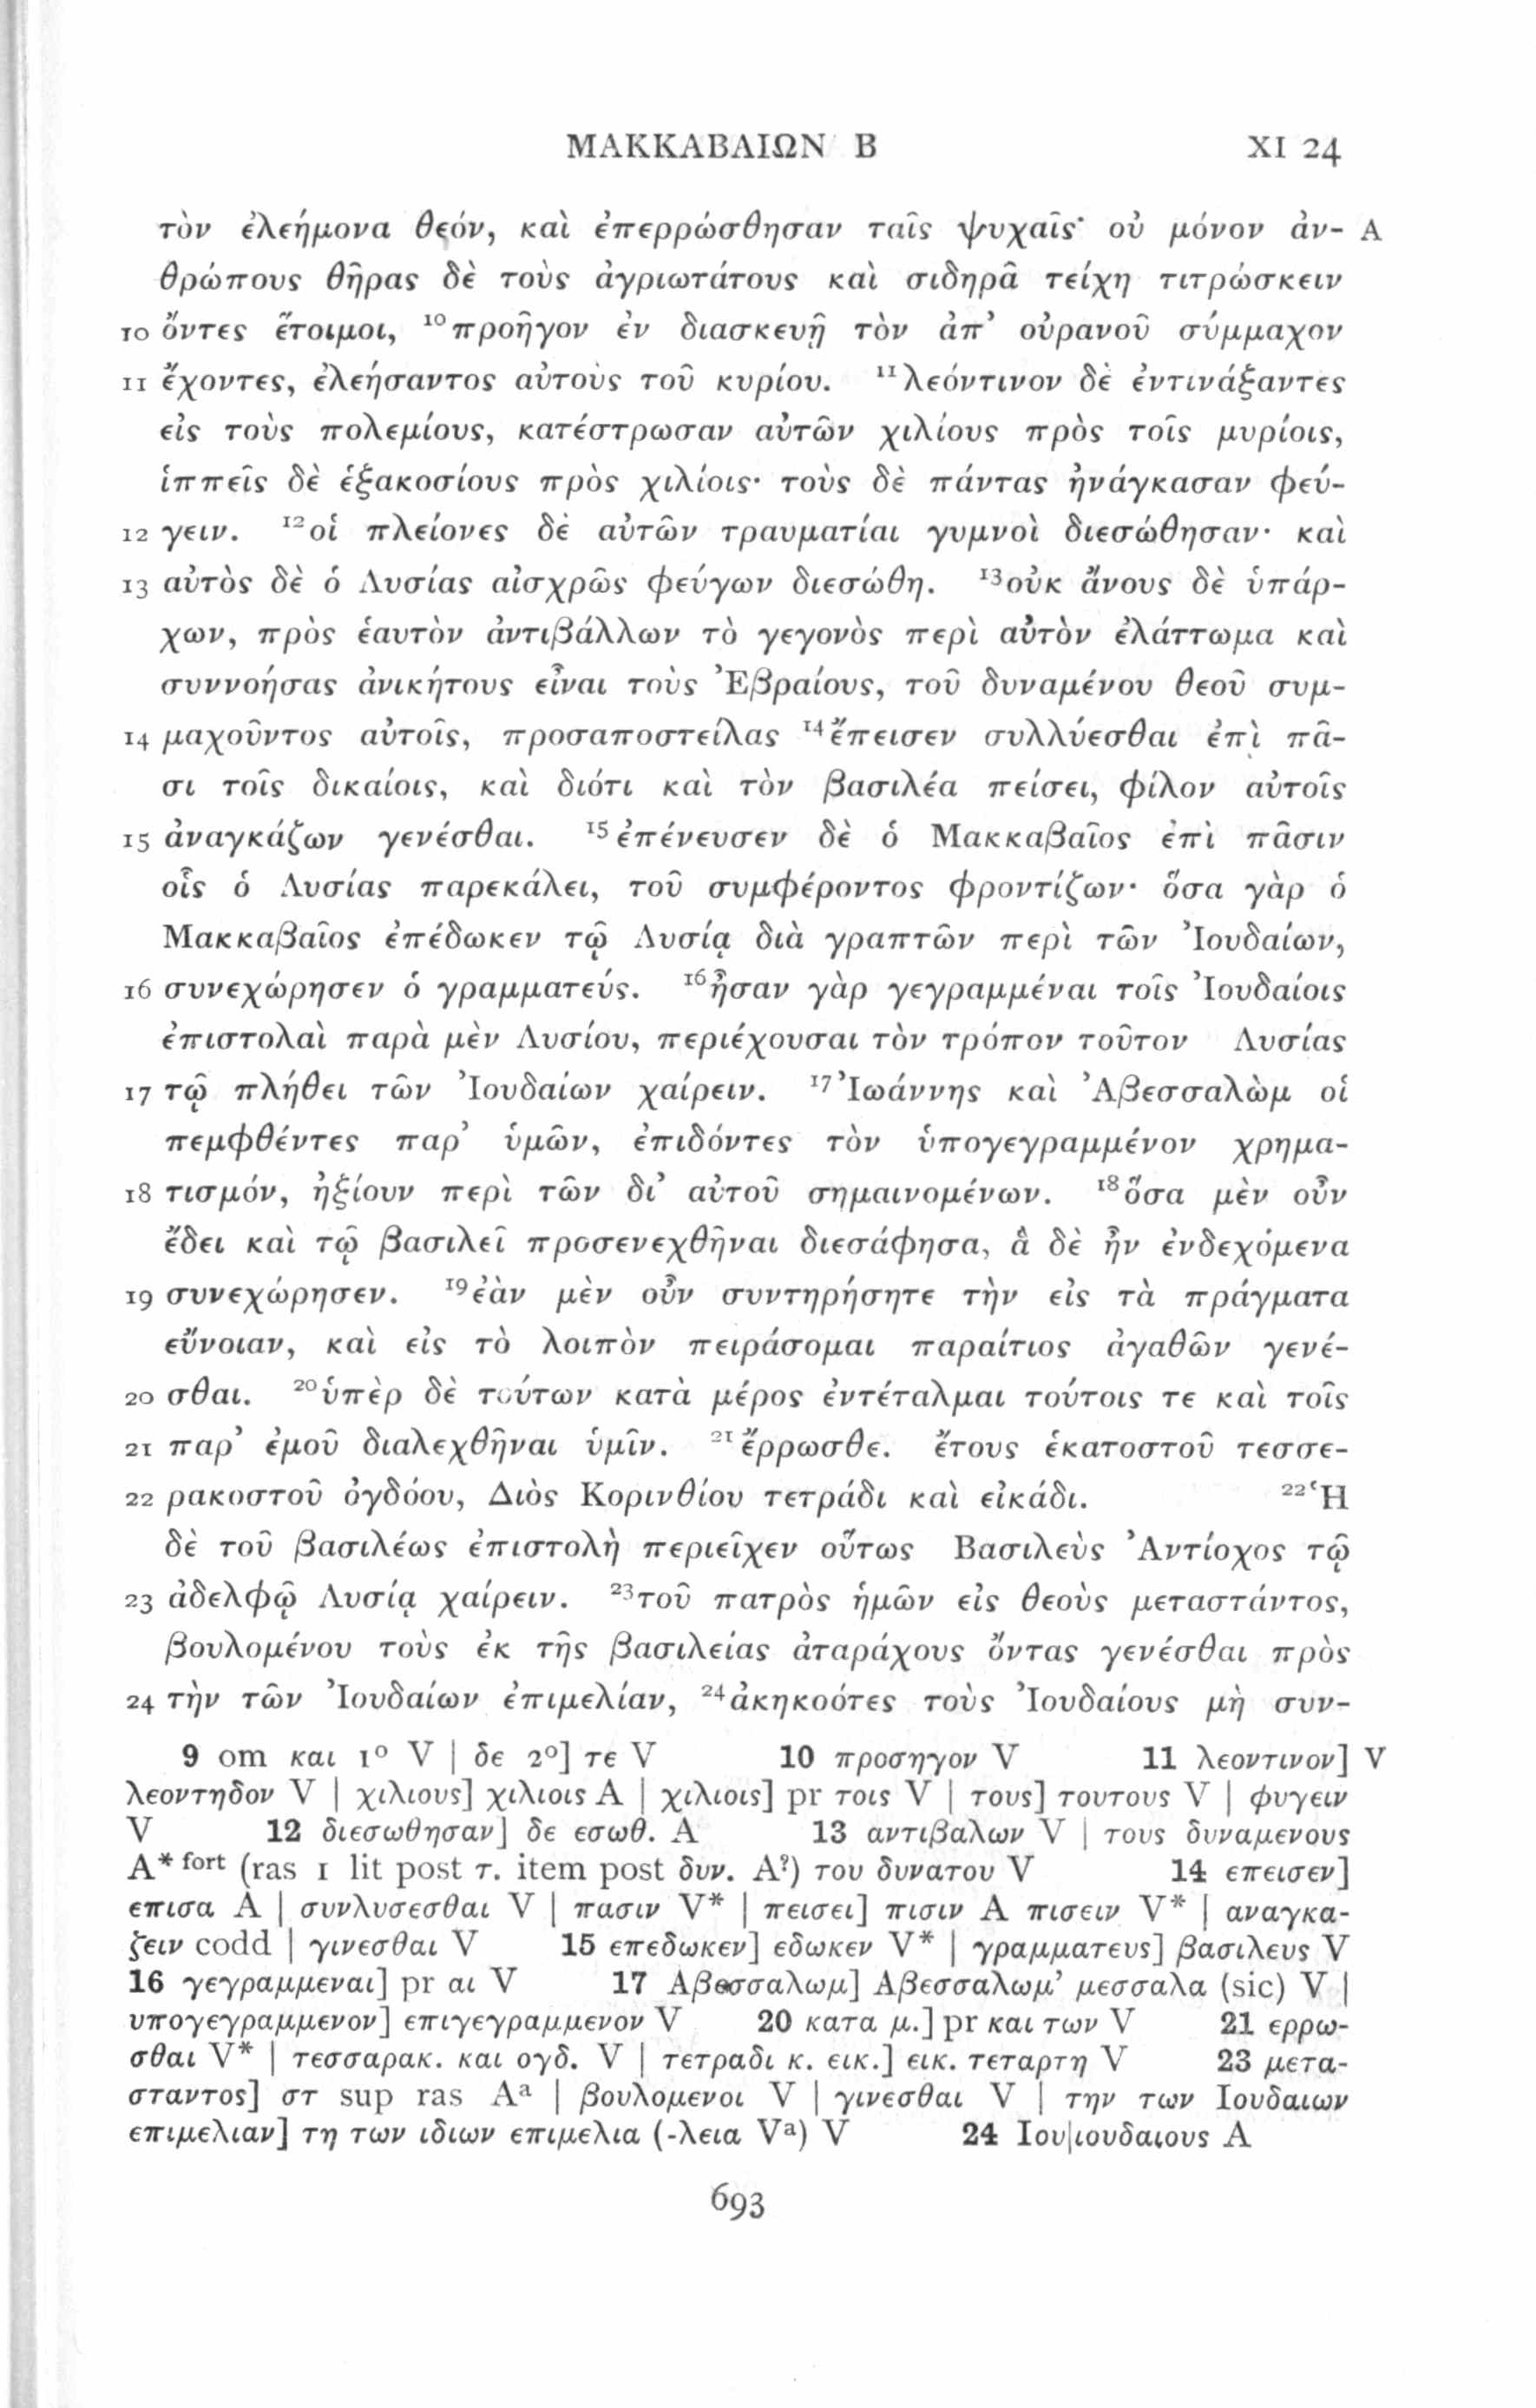 ΜΑΚΚΑΒΑΙΩΝ Β XI 24
τὸν ἐλεήμονα θεόν, καὶ ἐπερρώσθησαν ταῖς ψυχαῖς· οὐ μόνον ἀν- A
θρώπους θῆρας δὲ τοὺς ἀγριωτάτους καὶ σιδηρᾶ τείχη τιτρώσκειν
10 ὄντες ἕτοιμοι, ¹⁰προῆγον ἐν διασκευῇ τὸν ἀπ’ οὐρανοῦ σύμμαχον
11 ἔχοντες, ἐλεήσαντος αὐτοὺς τοῦ κυρίου. ¹¹λεόντινον δὲ ἐντινάξαντες
εἰς τοὺς πολεμίους, κατέστρωσαν αὐτῶν χιλίους πρὸς τοῖς μυρίοις,
ἱππεῖς δὲ ἑξακοσίους πρὸς χιλίοις· τοὺς δὲ πάντας ἠνάγκασαν φεύ-
12 γειν. ¹²οἱ πλείονες δὲ αὐτῶν τραυματίαι γυμνοὶ διεσώθησαν· καὶ
13 αὐτὸς δὲ ὁ Λυσίας αἰσχρῶς φεύγων διεσώθη. ¹³οὐκ ἄνους δὲ ὑπάρ-
χων, πρὸς ἑαυτὸν ἀντιβάλλων τὸ γεγονὸς περὶ αὐτὸν ἐλάττωμα καὶ
συννοήσας ἀνικήτους εἶναι τοὺς Ἐβραίους, τοῦ δυναμένου θεοῦ συμ-
14 μαχοῦντος αὐτοῖς, προσαποστείλας ¹⁴ἔπεισεν συλλύεσθαι ἐπὶ πᾶ-
σι τοῖς δικαίοις, καὶ διότι καὶ τὸν βασιλέα πείσει, φίλον αὐτοῖς
15 ἀναγκάζων γενέσθαι. ¹⁵ἐπένευσεν δὲ ὁ Μακκαβαῖος ἐπὶ πᾶσιν
οἷς ὁ Λυσίας παρεκάλει, τοῦ συμφέροντος φροντίζων· ὅσα γὰρ ὁ
Μακκαβαῖος ἐπέδωκεν τῷ Λυσίᾳ διὰ γραπτῶν περὶ τῶν Ἰουδαίων,
16 συνεχώρησεν ὁ γραμματεύς. ¹⁶ἦσαν γὰρ γεγραμμέναι τοῖς Ἰουδαίοις
ἐπιστολαὶ παρὰ μὲν Λυσίου, περιέχουσαι τὸν τρόπον τοῦτον Λυσίας
17 τῷ πλήθει τῶν Ἰουδαίων χαίρειν. ¹⁷Ἰωάννης καὶ Ἀβεσσαλὼμ οἱ
πεμφθέντες παρ’ ὑμῶν, ἐπιδόντες τὸν ὑπογεγραμμένον χρημα-
18 τισμόν, ἠξίουν περὶ τῶν δι’ αὐτοῦ σημαινομένων. ¹⁸ὅσα μὲν οὖν
ἔδει καὶ τῷ βασιλεῖ προσενεχθῆναι διεσάφησα, ἃ δὲ ἦν ἐνδεχόμενα
19 συνεχώρησεν. ¹⁹ἐὰν μὲν οὖν συντηρήσητε τὴν εἰς τὰ πράγματα
εὔνοιαν, καὶ εἰς τὸ λοιπὸν πειράσομαι παραίτιος ἀγαθῶν γενέ-
20 σθαι. ²⁰ὑπὲρ δὲ τούτων κατὰ μέρος ἐντέταλμαι τούτοις τε καὶ τοῖς
21 παρ’ ἐμοῦ διαλεχθῆναι ὑμῖν. ²¹ἔρρωσθε. ἔτους ἑκατοστοῦ τεσσε-
22 ρακοστοῦ ὀγδόου, Διὸς Κορινθίου τετράδι καὶ εἰκάδι. ²²Ἡ
δὲ τοῦ βασιλέως ἐπιστολὴ περιεῖχεν οὕτως Βασιλεὺς Ἀντίοχος τῷ
23 ἀδελφῷ Λυσίᾳ χαίρειν. ²³τοῦ πατρὸς ἡμῶν εἰς θεοὺς μεταστάντος,
βουλομένου τοὺς ἐκ τῆς βασιλείας ἀταράχους ὄντας γενέσθαι πρὸς
24 τὴν τῶν Ἰουδαίων ἐπιμελίαν, ²⁴ἀκηκοότες τοὺς Ἰουδαίους μὴ συν-
9 om και 1° V | δε 2°] τε V 10 προσηγον V 11 λεοντινον] V
λεοντηδον V | χιλιους] χιλιοις A | χιλιοις] pr τοις V | τους] τουτους V | φυγειν
V 12 διεσωθησαν] δε εσωθ. A 13 αντιβαλων V | τους δυναμενους
A* fort (ras 1 lit post τ. item post δυν. A?) του δυνατου V 14 επεισεν]
επισα A | συνλυσεσθαι V | πασιν V* | πεισει] πισιν A πισειν V* | αναγκα-
ζειν codd | γινεσθαι V 15 επεδωκεν] εδωκεν V* | γραμματευς] βασιλευς V
16 γεγραμμεναι] pr αι V 17 Αβεσσαλωμ] Αβεσσαλωμ’ μεσσαλα (sic) V |
υπογεγραμμενον] επιγεγραμμενον V 20 κατα μ.] pr και των V 21 ερρω-
σθαι V* | τεσσαρακ. και ογδ. V | τετραδι κ. εικ.] εικ. τεταρτη V 23 μετα-
σταντος] στ sup ras Aᵃ | βουλομενοι V | γινεσθαι V | την των Ιουδαιων
επιμελιαν] τη των ιδιων επιμελια (-λεια Vᵃ) V 24 Ιου|ιουδαιους A
693